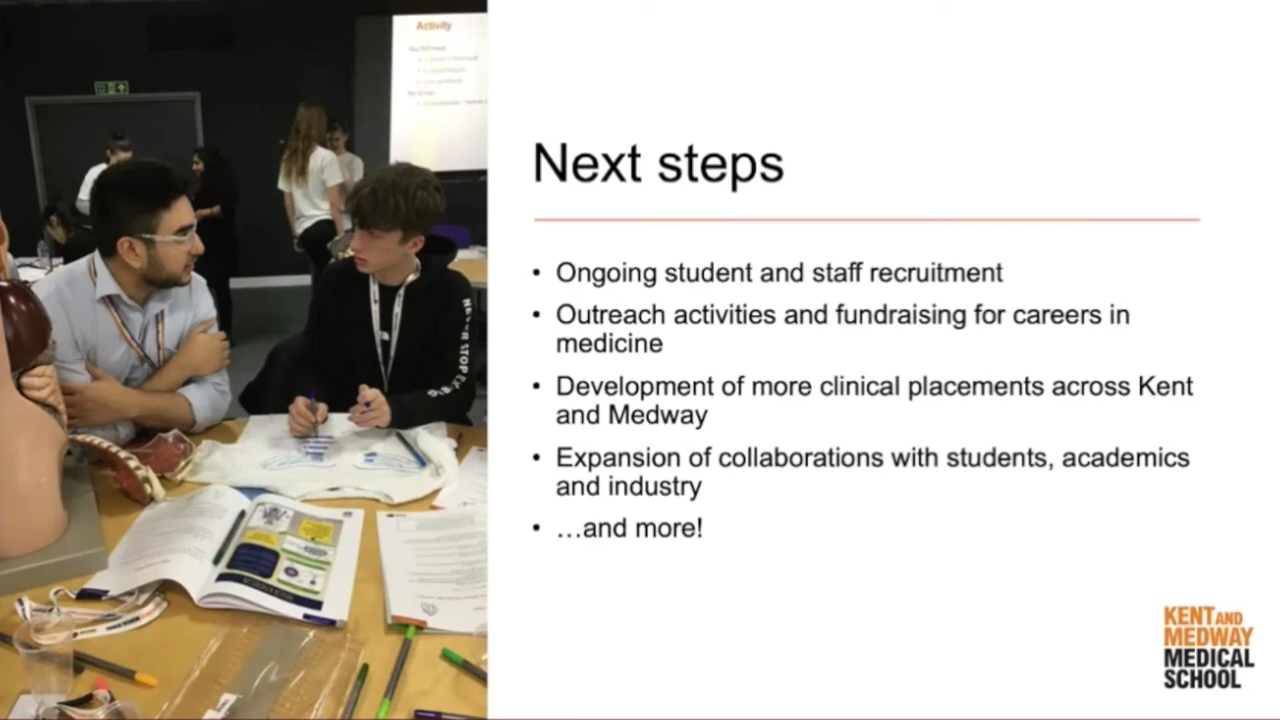 Activity
Next steps
• Ongoing student and staff recruitment
• Outreach activities and fundraising for careers in
medicine
• Development of more clinical placements across Kent
and Medway
• Expansion of collaborations with students, academics
and industry
• …and more!
KENT AND
MEDWAY
MEDICAL
SCHOOL